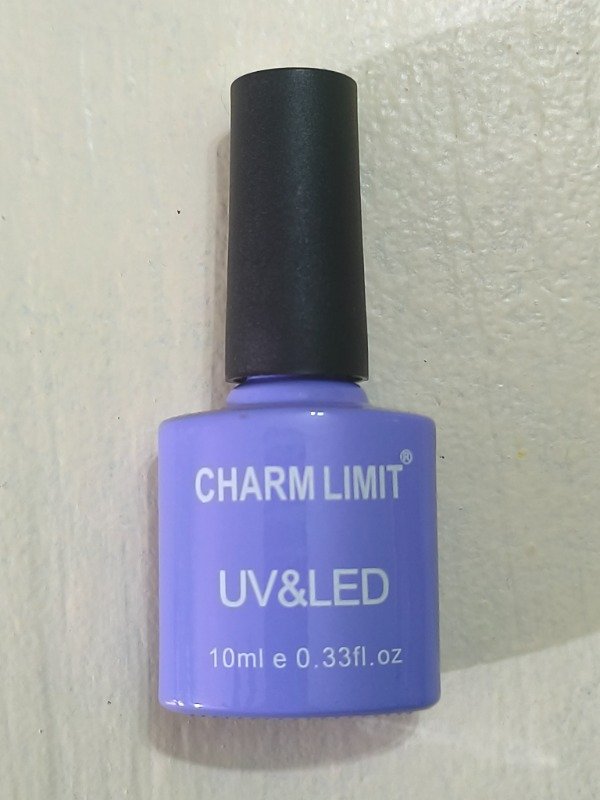 CHARM LIMIT®
UV&LED
10ml e 0.33fl.oz